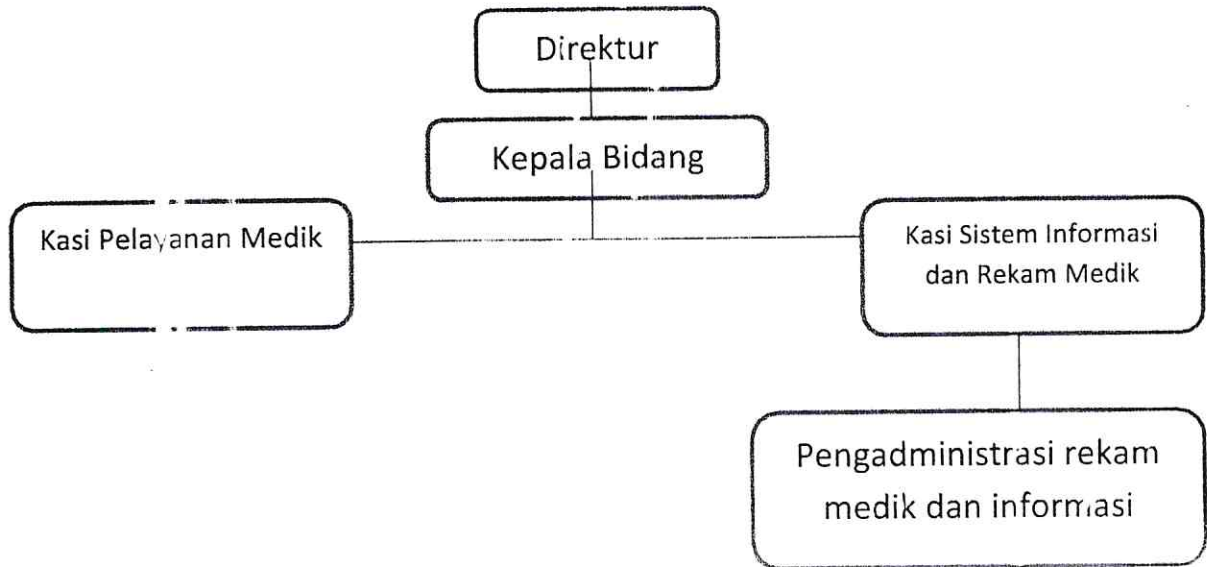 Direktur
Kepala Bidang
Kasi Pelayanan Medik
Kasi Sistem Informasi
dan Rekam Medik
Pengadministrasi rekam
medik dan informasi